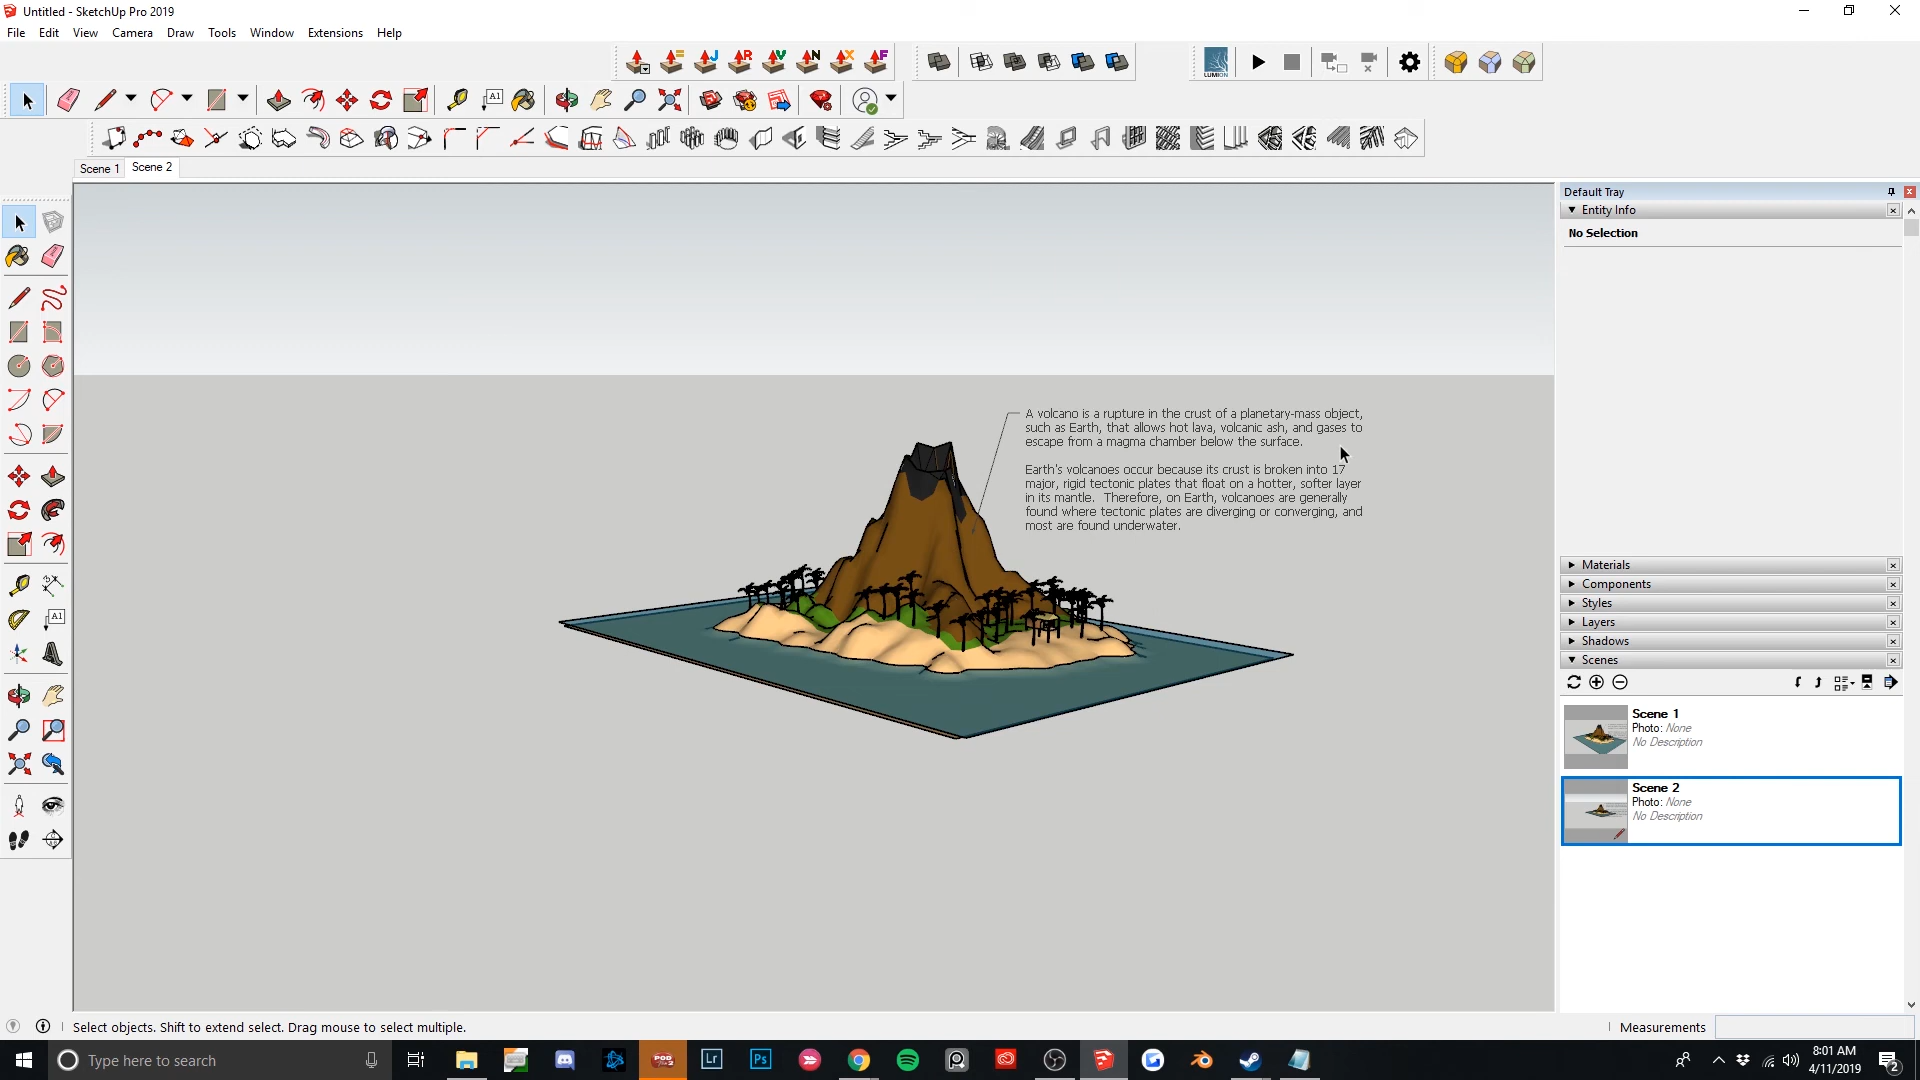 Untitled - SketchUp Pro 2019
File Edit View Camera Draw Tools Window Extensions Help
J R V N X F
LUMION
A1
Scene 1 Scene 2
Default Tray
Entity Info
No Selection
A volcano is a rupture in the crust of a planetary-mass object,
such as Earth, that allows hot lava, volcanic ash, and gases to
escape from a magma chamber below the surface.
Earth's volcanoes occur because its crust is broken into 17
major, rigid tectonic plates that float on a hotter, softer layer
in its mantle. Therefore, on Earth, volcanoes are generally
found where tectonic plates are diverging or converging, and
most are found underwater.
A1
Materials
Components
Styles
Layers
Shadows
Scenes
Scene 1
Photo: None
No Description
Scene 2
Photo: None
No Description
Select objects. Shift to extend select. Drag mouse to select multiple.
Measurements
Type here to search
Lr
Ps
8:01 AM
4/11/2019
2